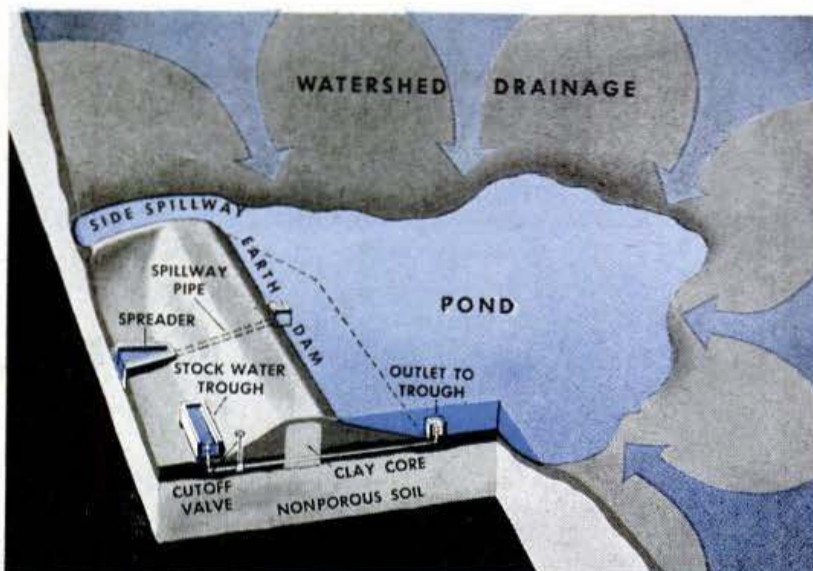 WATERSHED DRAINAGE
SIDE SPILLWAY
EARTH DAM
SPILLWAY
PIPE
SPREADER
POND
STOCK WATER
TROUGH
OUTLET TO
TROUGH
CLAY CORE
CUTOFF
VALVE
NONPOROUS SOIL